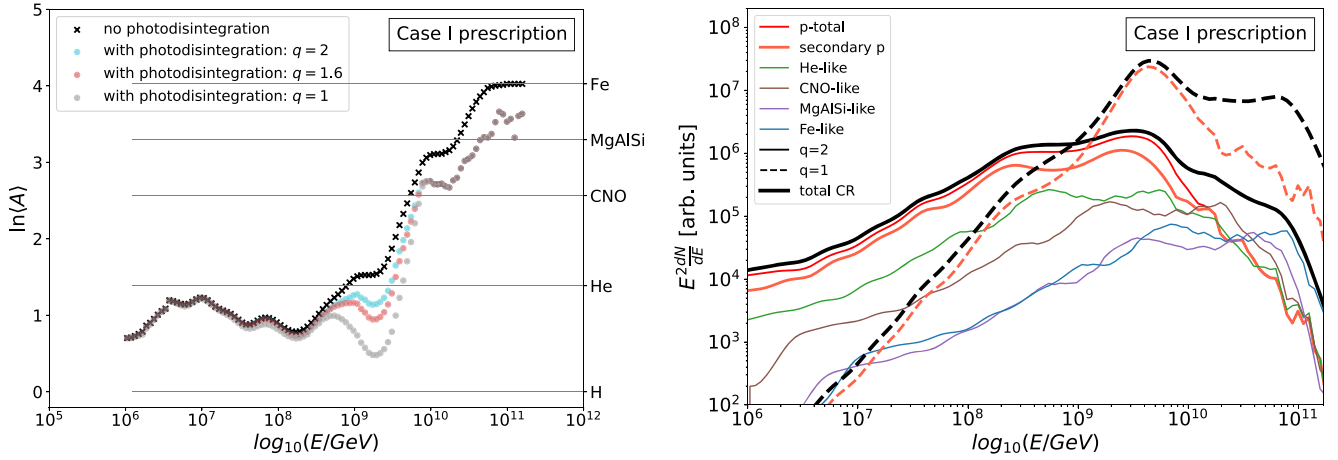 Case I prescription
no photodisintegration
with photodisintegration: q = 2
with photodisintegration: q = 1.6
with photodisintegration: q = 1
5
4
3
2
1
0
ln⟨A⟩
Fe
MgAlSi
CNO
He
H
10^5
10^6
10^7
10^8
10^9
10^10
10^11
10^12
log_10(E/GeV)
Case I prescription
p-total
secondary p
He-like
CNO-like
MgAlSi-like
Fe-like
q=2
q=1
total CR
10^8
10^7
10^6
10^5
10^4
10^3
10^2
E^2 dN/dE [arb. units]
10^6
10^7
10^8
10^9
10^10
10^11
log_10(E/GeV)